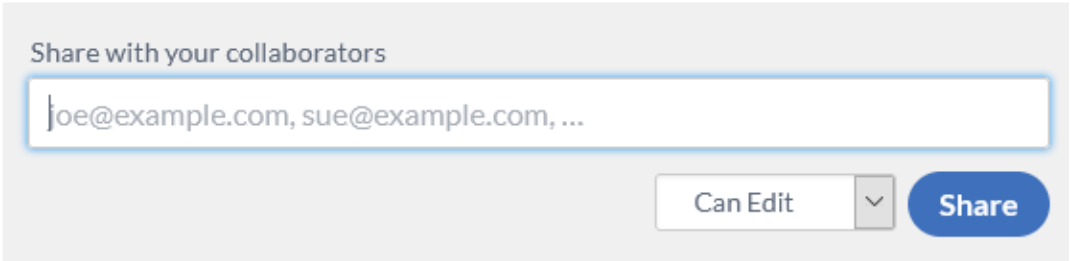 Share with your collaborators
joe@example.com, sue@example.com, ...
Can Edit
Share